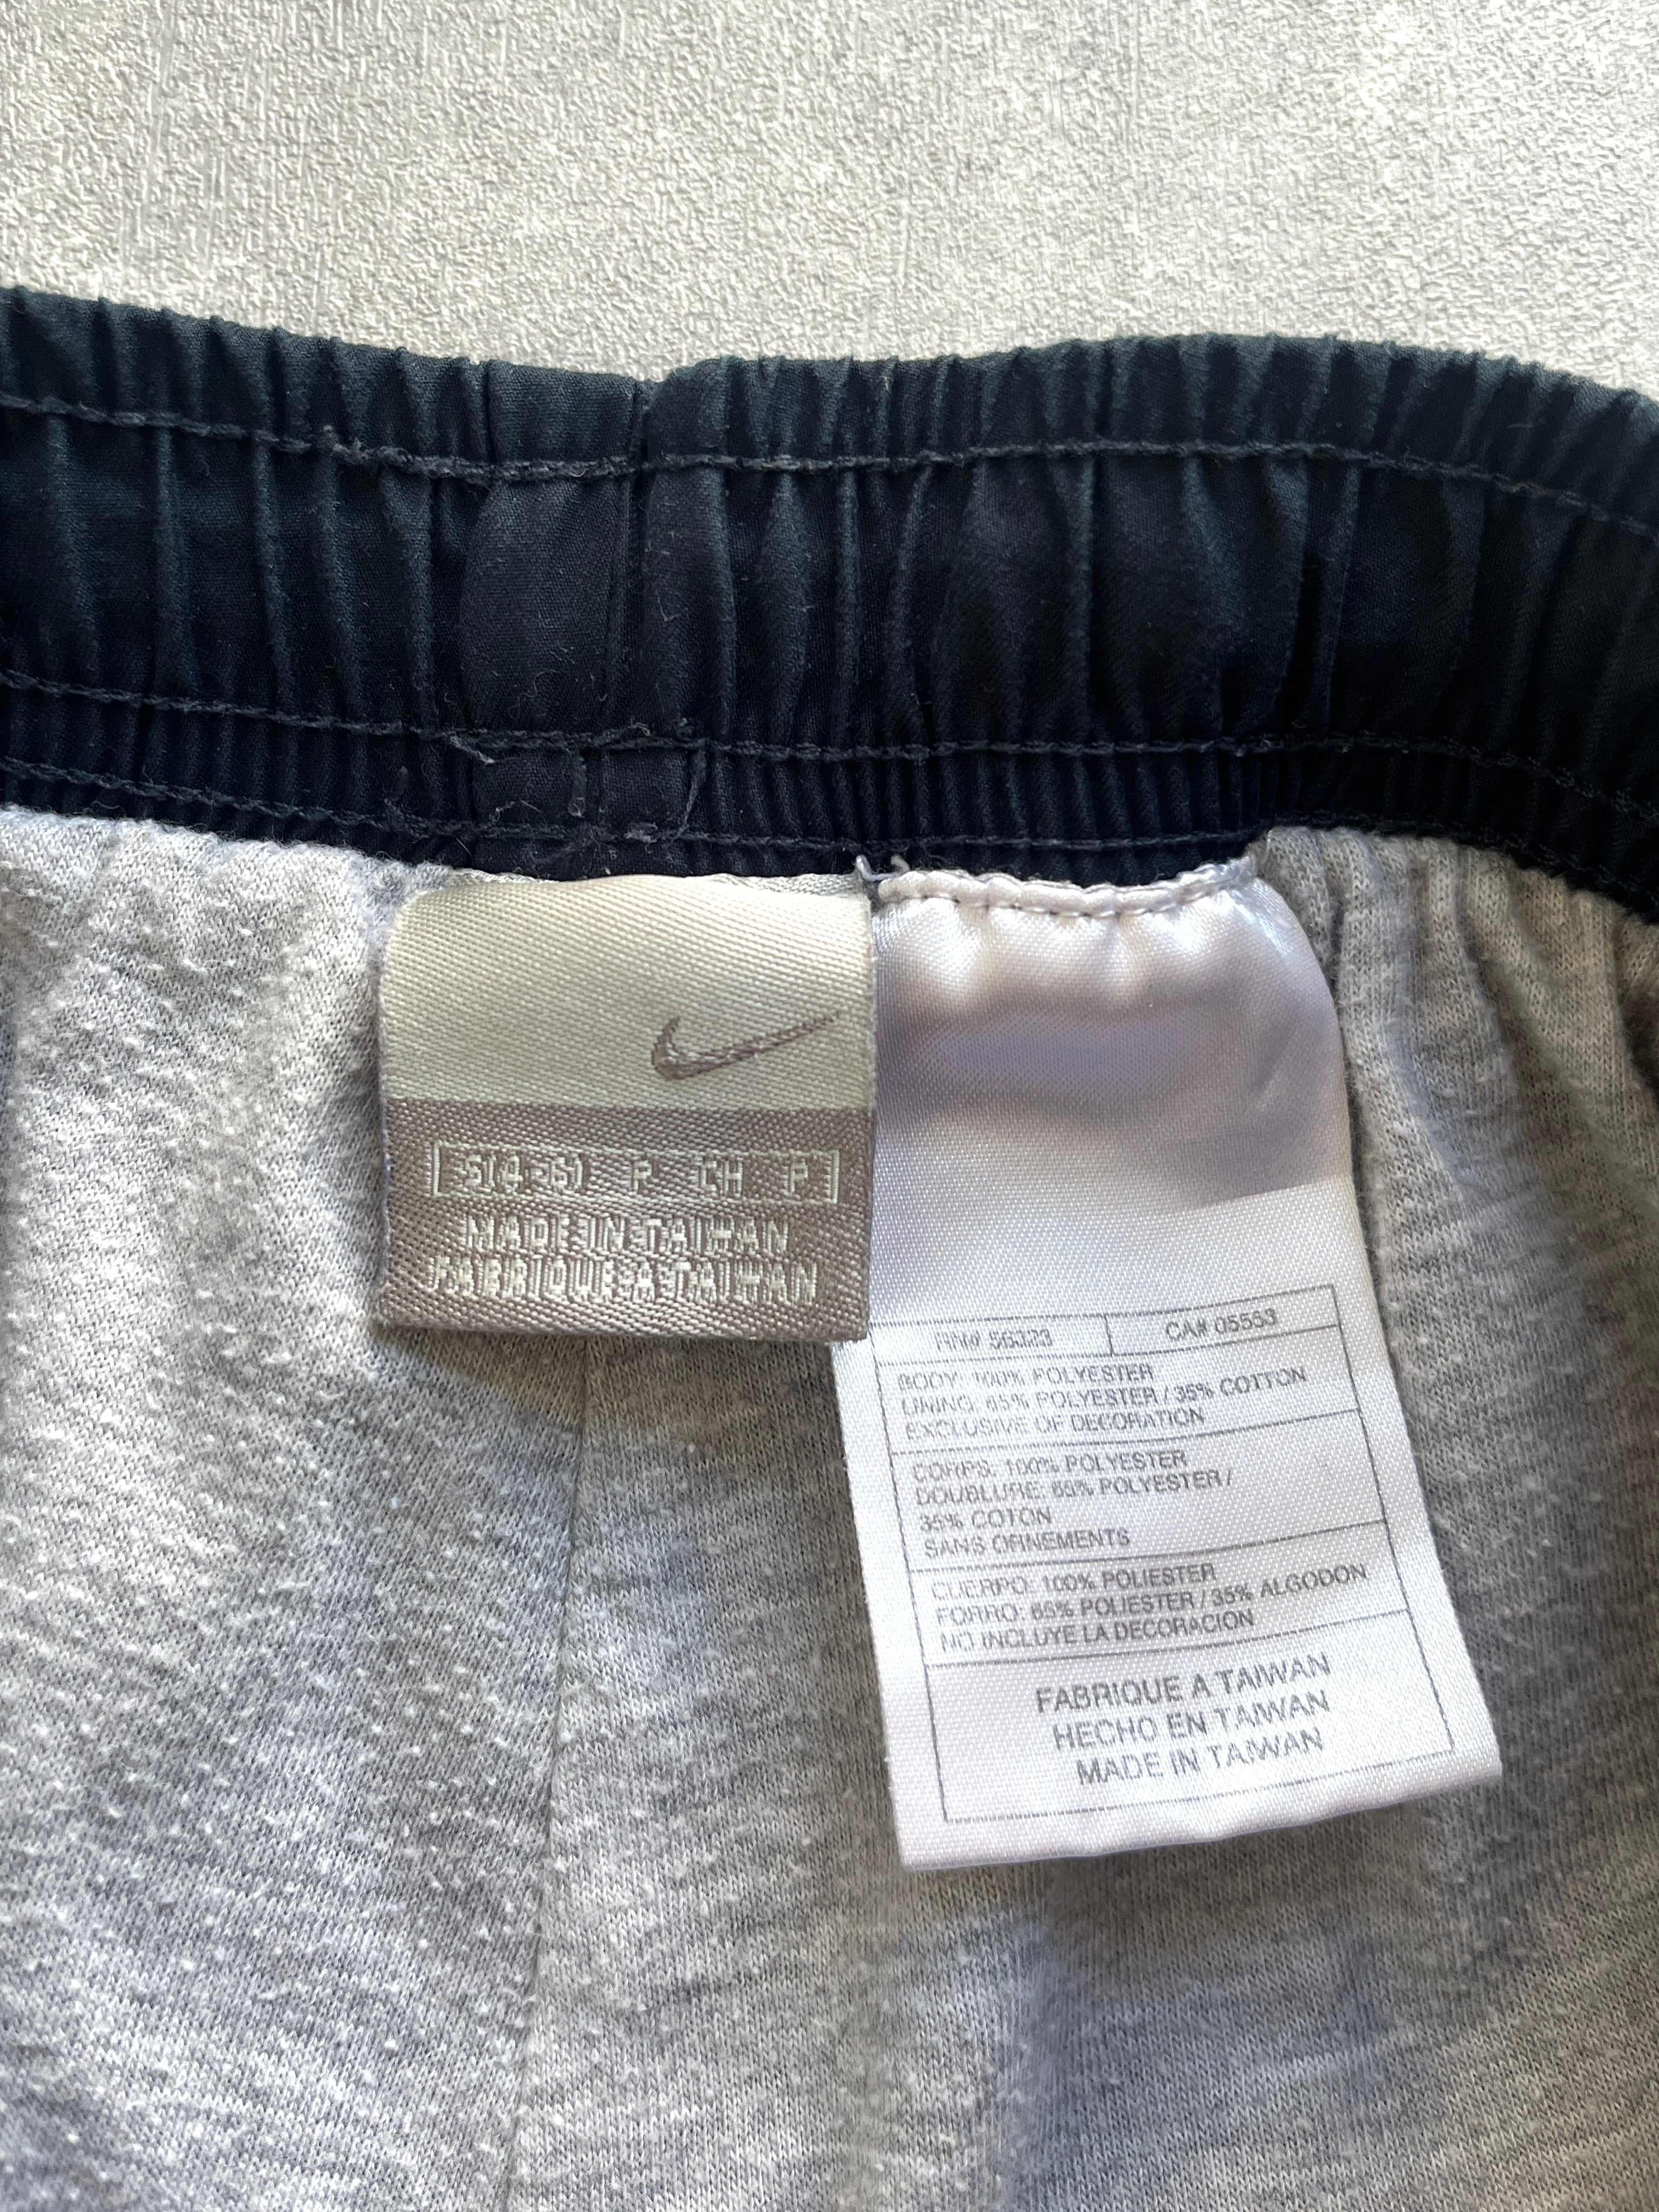 S(4-6) P CH P
MADE IN TAIWAN
FABRIQUE A TAIWAN
RN# 56323 CA# 05553
BODY: 100% POLYESTER
LINING: 65% POLYESTER / 35% COTTON
EXCLUSIVE OF DECORATION
CORPS: 100% POLYESTER
DOUBLURE: 65% POLYESTER /
35% COTON
SANS ORNEMENTS
CUERPO: 100% POLIESTER
FORRO: 65% POLIESTER / 35% ALGODON
NO INCLUYE LA DECORACION
FABRIQUE A TAIWAN
HECHO EN TAIWAN
MADE IN TAIWAN